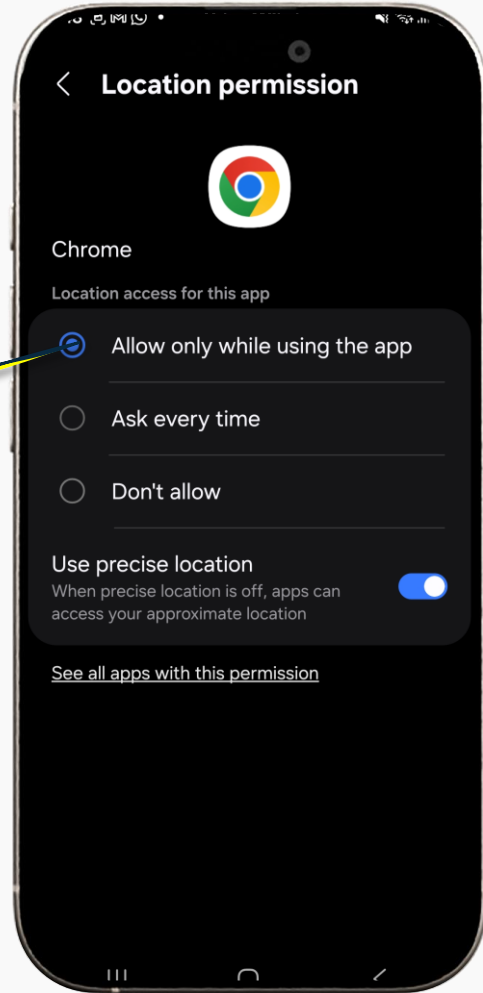 Location permission
Chrome
Location access for this app
Allow only while using the app
Ask every time
Don't allow
Use precise location
When precise location is off, apps can
access your approximate location
See all apps with this permission